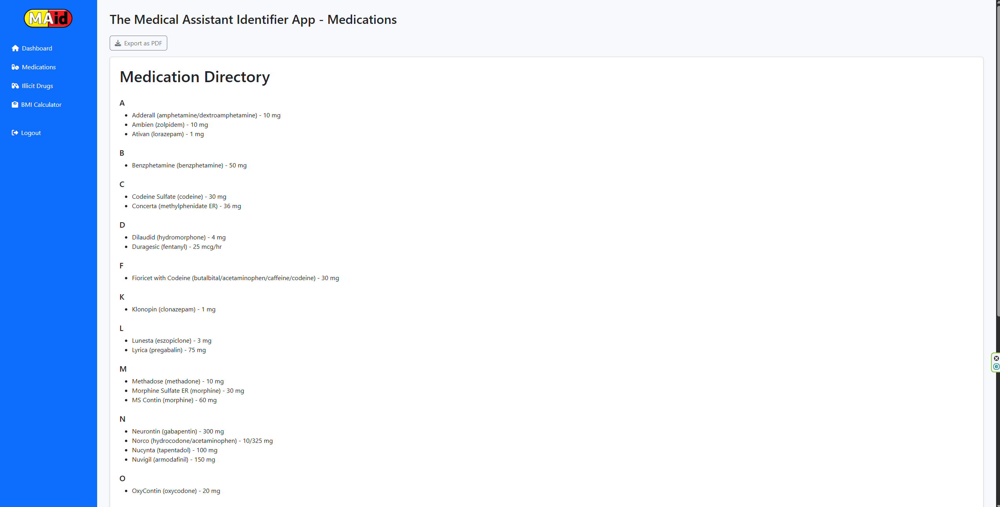 MAid
The Medical Assistant Identifier App - Medications
Dashboard
Medications
Illicit Drugs
BMI Calculator
Logout
Export as PDF
Medication Directory
A
Adderall (amphetamine/dextroamphetamine) - 10 mg
Ambien (zolpidem) - 10 mg
Ativan (lorazepam) - 1 mg
B
Benzphetamine (benzphetamine) - 50 mg
C
Codeine Sulfate (codeine) - 30 mg
Concerta (methylphenidate ER) - 36 mg
D
Dilaudid (hydromorphone) - 4 mg
Duragesic (fentanyl) - 25 mcg/hr
F
Fioricet with Codeine (butalbital/acetaminophen/caffeine/codeine) - 30 mg
K
Klonopin (clonazepam) - 1 mg
L
Lunesta (eszopiclone) - 3 mg
Lyrica (pregabalin) - 75 mg
M
Methadose (methadone) - 10 mg
Morphine Sulfate ER (morphine) - 30 mg
MS Contin (morphine) - 60 mg
N
Neurontin (gabapentin) - 300 mg
Norco (hydrocodone/acetaminophen) - 10/325 mg
Nucynta (tapentadol) - 100 mg
Nuvigil (armodafinil) - 150 mg
O
OxyContin (oxycodone) - 20 mg